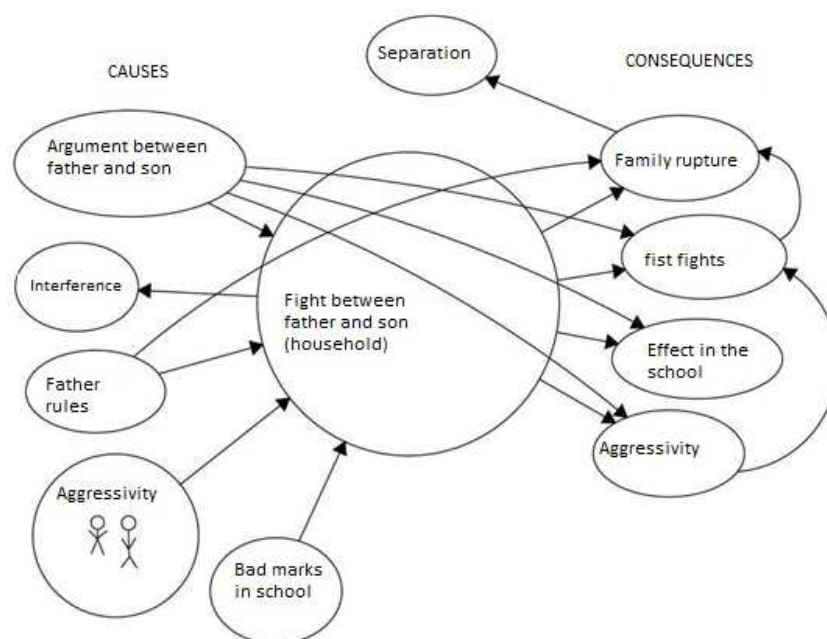 CAUSES
Separation
CONSEQUENCES
Argument between
father and son
Family rupture
Interference
fist fights
Fight between
father and son
(household)
Effect in the
school
Father
rules
Aggressivity
Aggressivity
Bad marks
in school